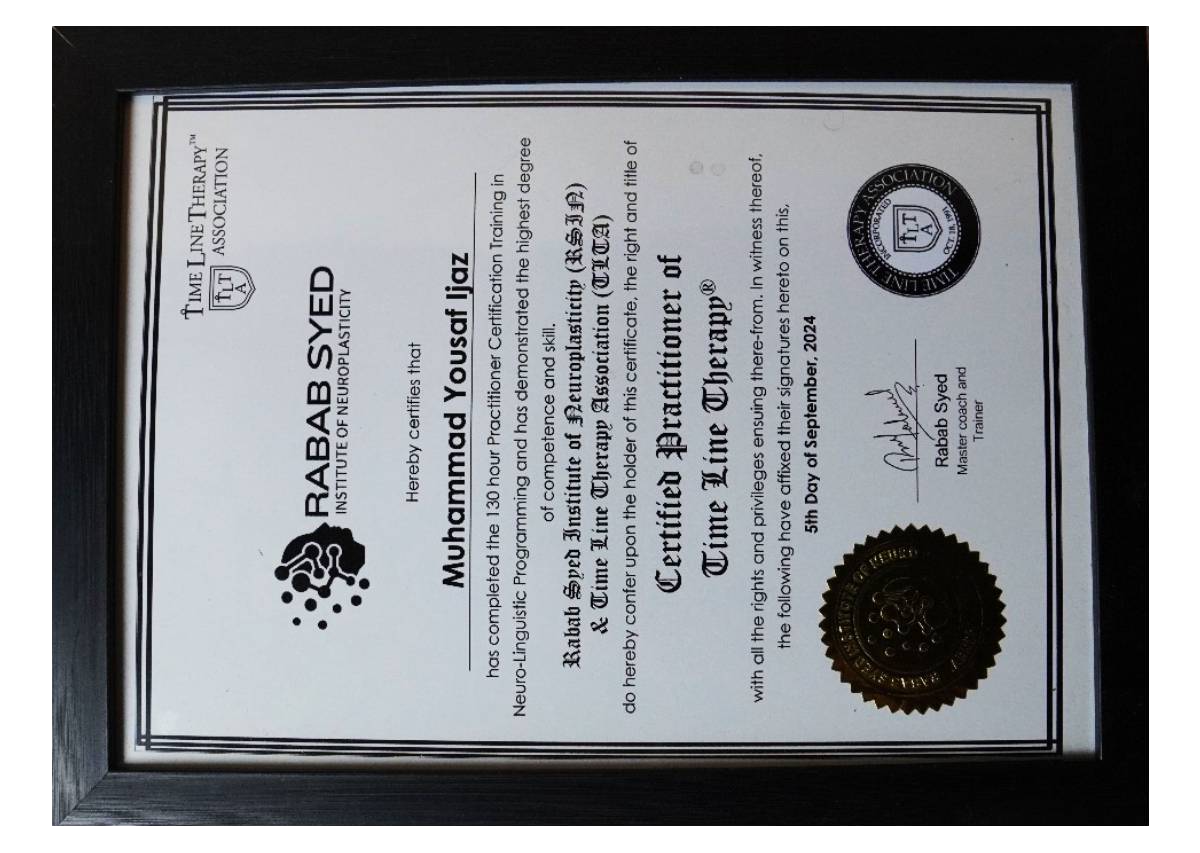 TIME LINE THERAPY™
ASSOCIATION
TLTA
RABAB SYED
INSTITUTE OF NEUROPLASTICITY
Hereby certifies that
Muhammad Yousaf Ijaz
has completed the 130 hour Practitioner Certification Training in
Neuro-Linguistic Programming and has demonstrated the highest degree
of competence and skill.
Rabab Syed Institute of Neuroplasticity (RSIN)
& Time Line Therapy Association (TLTA)
do hereby confer upon the holder of this certificate, the right and title of
Certified Practitioner of
Time Line Therapy®
with all the rights and privileges ensuing there-from. In witness thereof,
the following have affixed their signatures hereto on this,
5th Day of September, 2024
RABAB SYED INSTITUTE OF NEURO
Rabab Syed
Master coach and
Trainer
TIME LINE THERAPY ASSOCIATION
INCORPORATED
TLTA
OCT. 18, 1991